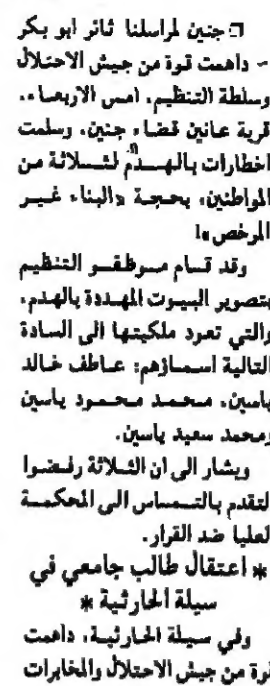 □ جنين لمراسلنا ثائر ابو بكر
- داهمت قوة من جيش الاحتلال
وسلطة التنظيم، امس الاربعاء،
قرية عانين قضاء جنين، وسلمت
اخطارات بالهدم لثلاثة من
المواطنين، بحجة «البناء غير
المرخص»!
وقد قام موظفو التنظيم
بتصوير البيوت المهددة بالهدم،
والتي تعود ملكيتها الى السادة
التالية اسماؤهم: عاطف خالد
ياسين، محمد محمود ياسين
ومحمد سعيد ياسين.
ويشار الى ان الثلاثة رفضوا
التقدم بالتماس الى المحكمة
العليا ضد القرار.
* اعتقال طالب جامعي في
سيلة الحارثية *
وفي سيلة الحارثية، داهمت
قوة من جيش الاحتلال والمخابرات